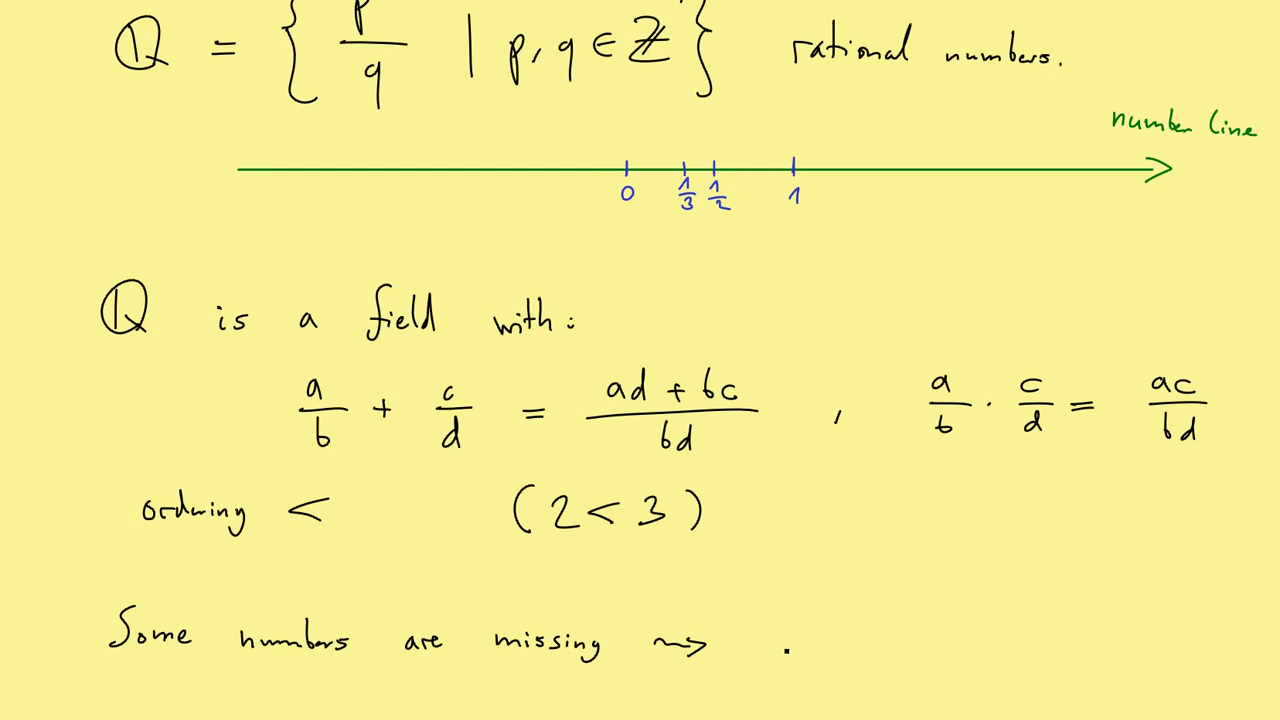 ℚ = { p/q | p, q ∈ ℤ } rational numbers.
number line
0 1/3 1/2 1
ℚ is a field with:
a/b + c/d = (ad + bc)/bd , a/b · c/d = ac/bd
ordering < (2 < 3)
Some numbers are missing ⇝ .